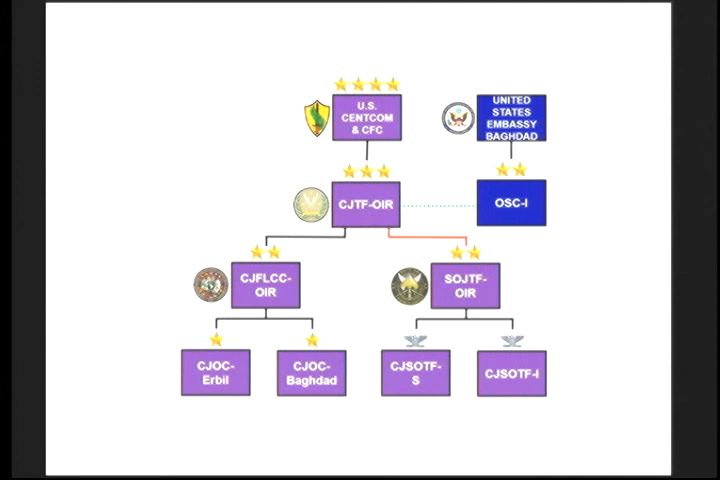 U.S.
CENTCOM
& CFC
UNITED
STATES
EMBASSY
BAGHDAD
CJTF-OIR
OSC-I
CJFLCC-
OIR
SOJTF-
OIR
CJOC-
Erbil
CJOC-
Baghdad
CJSOTF-
S
CJSOTF-I